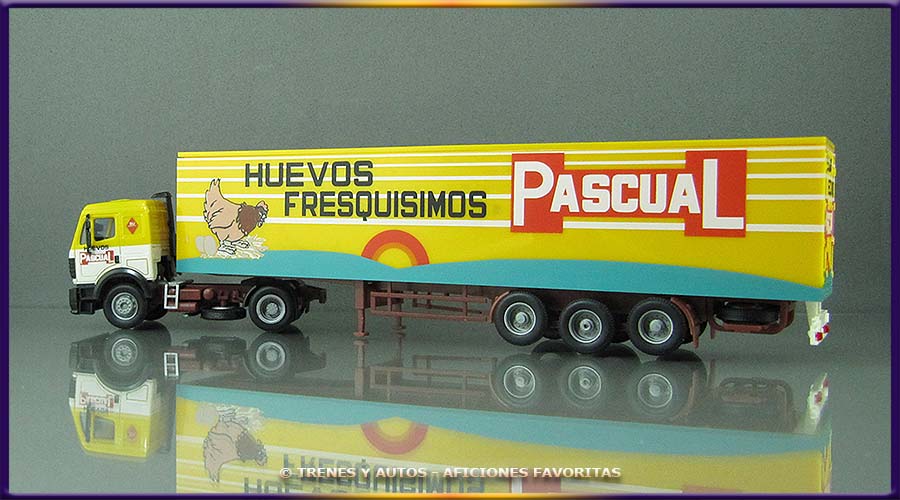 HUEVOS
FRESQUISIMOS
PASCUAL
HUEVOS
PASCUAL
© TRENES Y AUTOS - AFICIONES FAVORITAS